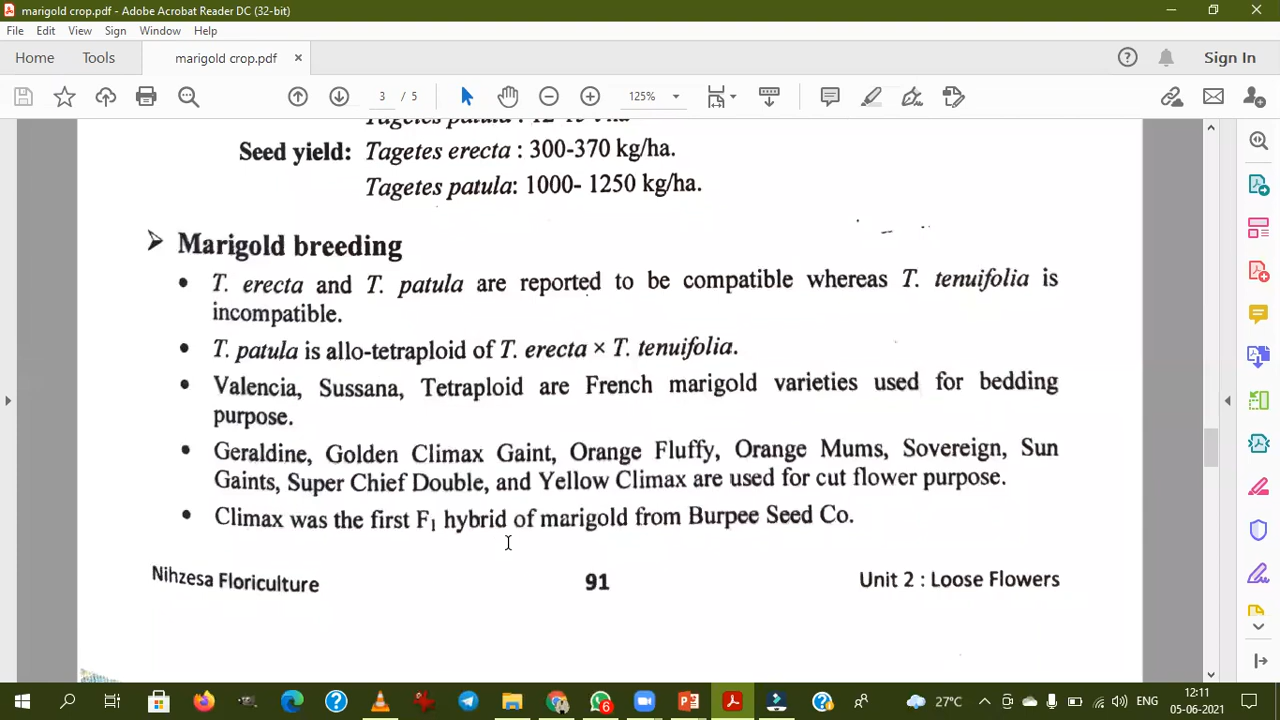 marigold crop.pdf - Adobe Acrobat Reader DC (32-bit)
File Edit View Sign Window Help
Home Tools marigold crop.pdf × Sign In
3 / 5 125%
Tagetes patula :
Seed yield: Tagetes erecta : 300-370 kg/ha.
Tagetes patula: 1000- 1250 kg/ha.
➢ Marigold breeding
• T. erecta and T. patula are reported to be compatible whereas T. tenuifolia is
incompatible.
• T. patula is allo-tetraploid of T. erecta × T. tenuifolia.
• Valencia, Sussana, Tetraploid are French marigold varieties used for bedding
purpose.
• Geraldine, Golden Climax Gaint, Orange Fluffy, Orange Mums, Sovereign, Sun
Gaints, Super Chief Double, and Yellow Climax are used for cut flower purpose.
• Climax was the first F1 hybrid of marigold from Burpee Seed Co.
Nihzesa Floriculture 91 Unit 2 : Loose Flowers
6 27°C ENG 12:11
05-06-2021